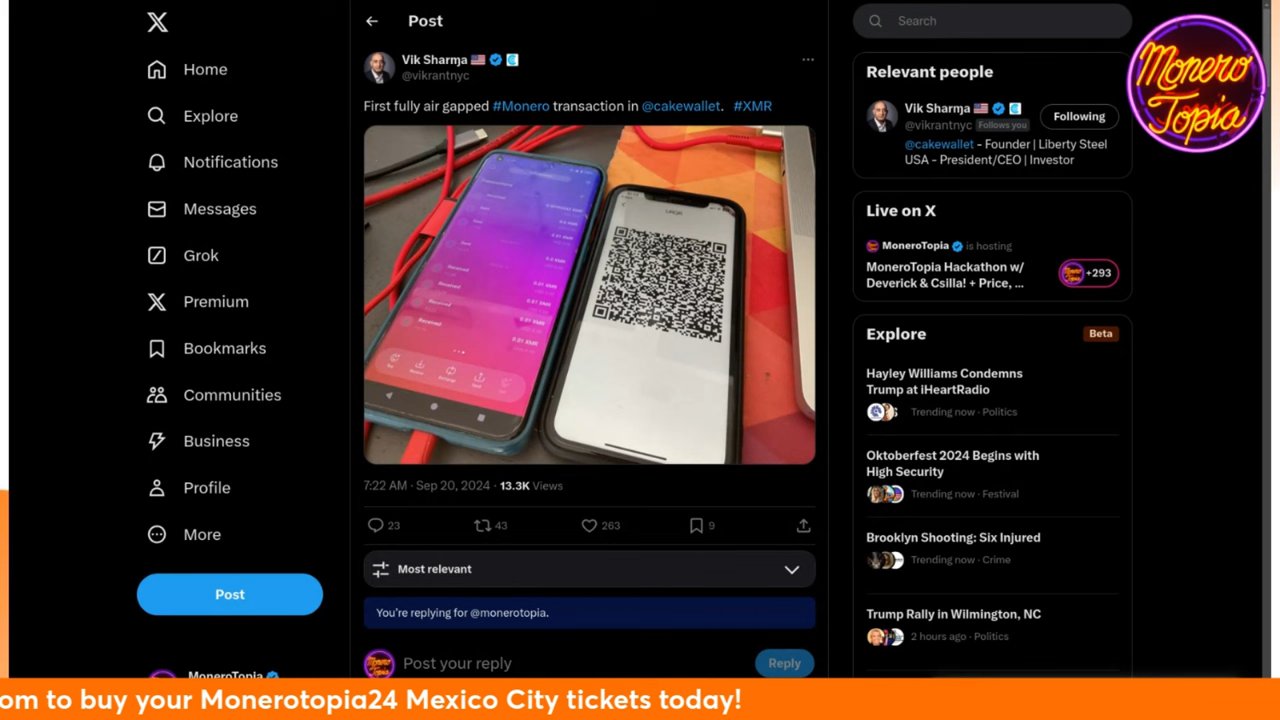 Post
Vik Sharma
@vikrantnyc
First fully air gapped #Monero transaction in @cakewallet. #XMR
7:22 AM · Sep 20, 2024 · 13.3K Views
23
43
263
9
Most relevant
You're replying for @monerotopia.
Post your reply
Reply
Home
Explore
Notifications
Messages
Grok
Premium
Bookmarks
Communities
Business
Profile
More
Post
MoneroTopia
Search
Relevant people
Vik Sharma
@vikrantnyc Follows you
Following
@cakewallet - Founder | Liberty Steel
USA - President/CEO | Investor
Live on X
MoneroTopia is hosting
MoneroTopia Hackathon w/
Deverick & Csilla! + Price, ...
+293
Explore
Beta
Hayley Williams Condemns
Trump at iHeartRadio
Trending now · Politics
Oktoberfest 2024 Begins with
High Security
Trending now · Festival
Brooklyn Shooting: Six Injured
Trending now · Crime
Trump Rally in Wilmington, NC
2 hours ago · Politics
Monero
Topia
om to buy your Monerotopia24 Mexico City tickets today!